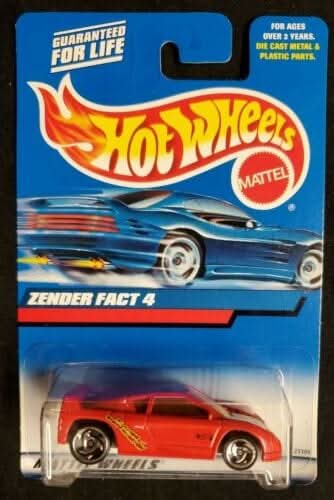 GUARANTEED
FOR LIFE
FOR AGES
OVER 3 YEARS.
DIE CAST METAL &
PLASTIC PARTS.
HOT WHEELS
MATTEL
®
ZENDER FACT 4
WHEELS